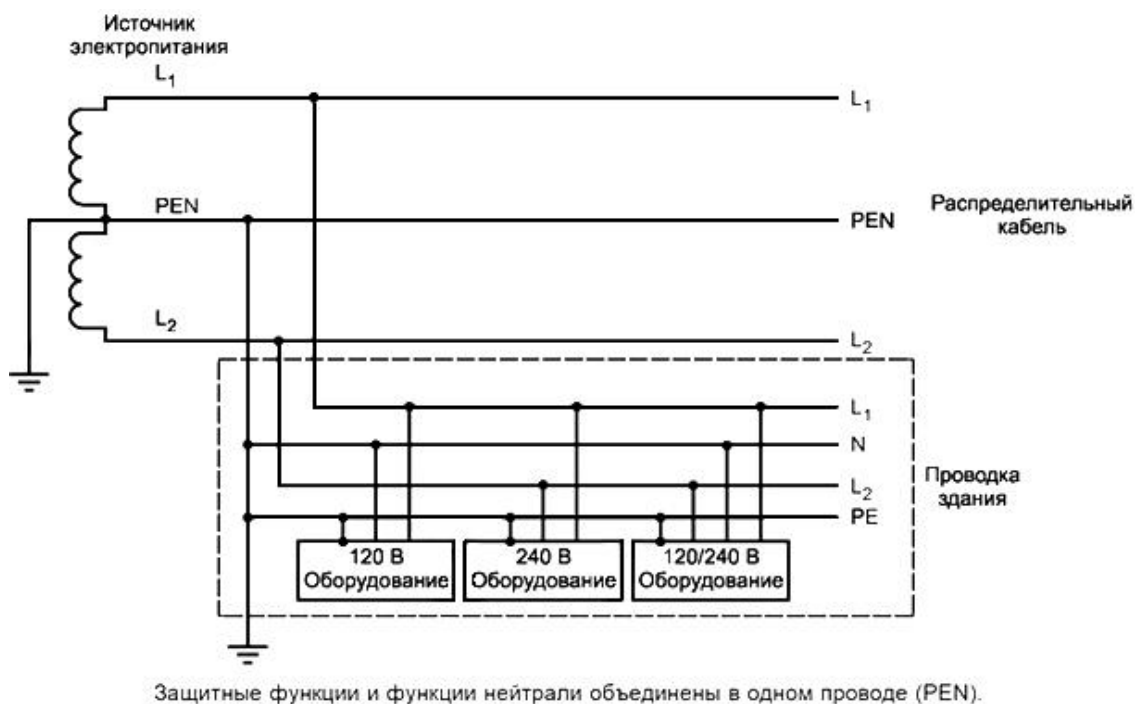 Источник
электропитания
L1
L1
PEN
PEN
Распределительный
кабель
L2
L2
L1
N
L2
PE
Проводка
здания
120 В
Оборудование
240 В
Оборудование
120/240 В
Оборудование
Защитные функции и функции нейтрали объединены в одном проводе (PEN).